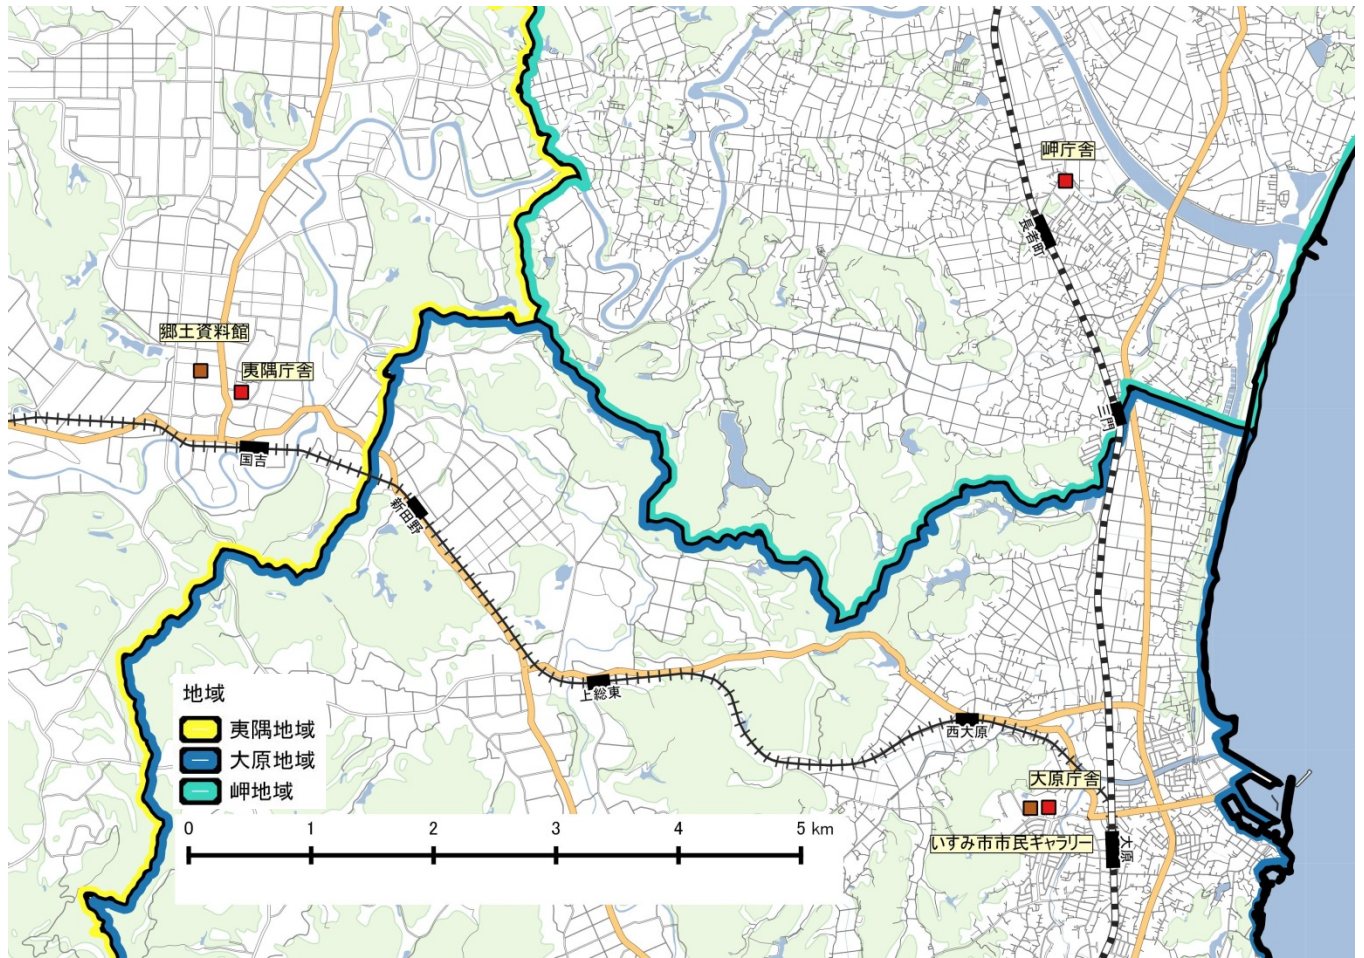 岬庁舎
長者町
郷土資料館
夷隅庁舎
三門
国吉
新田野
上総東
西大原
地域
夷隅地域
大原地域
岬地域
大原庁舎
いすみ市市民ギャラリー
大原
0 1 2 3 4 5 km